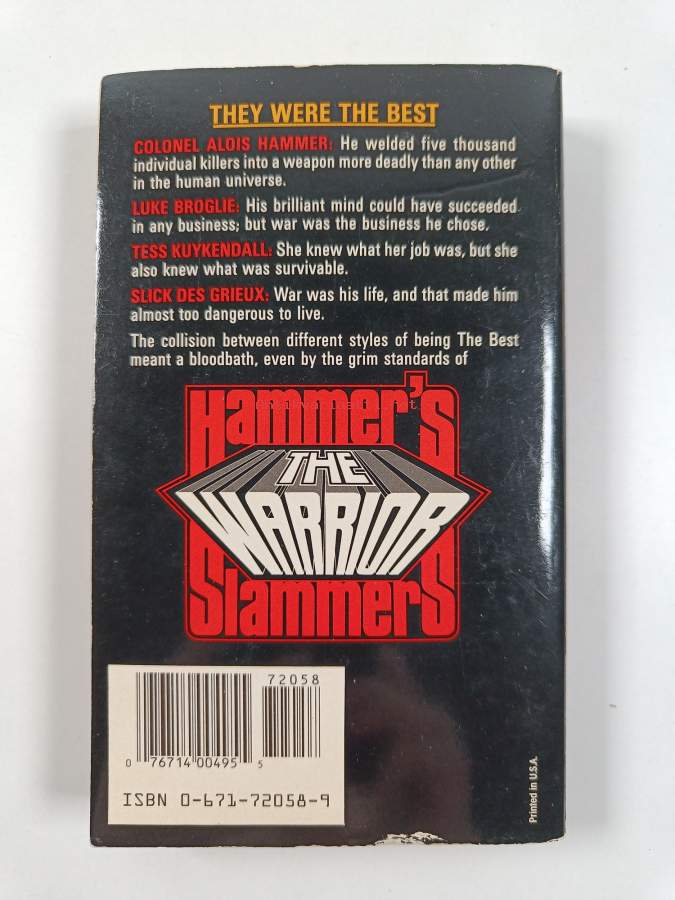 THEY WERE THE BEST
COLONEL ALOIS HAMMER: He welded five thousand
individual killers into a weapon more deadly than any other
in the human universe.
LUKE BROGLIE: His brilliant mind could have succeeded
in any business; but war was the business he chose.
TESS KUYKENDALL: She knew what her job was, but she
also knew what was survivable.
SLICK DES GRIEUX: War was his life, and that made him
almost too dangerous to live.
The collision between different styles of being The Best
meant a bloodbath, even by the grim standards of
Hammer's
THE
WARRIOR
Slammers
72058
0 76714 00495 5
ISBN 0-671-72058-9
Printed in U.S.A.